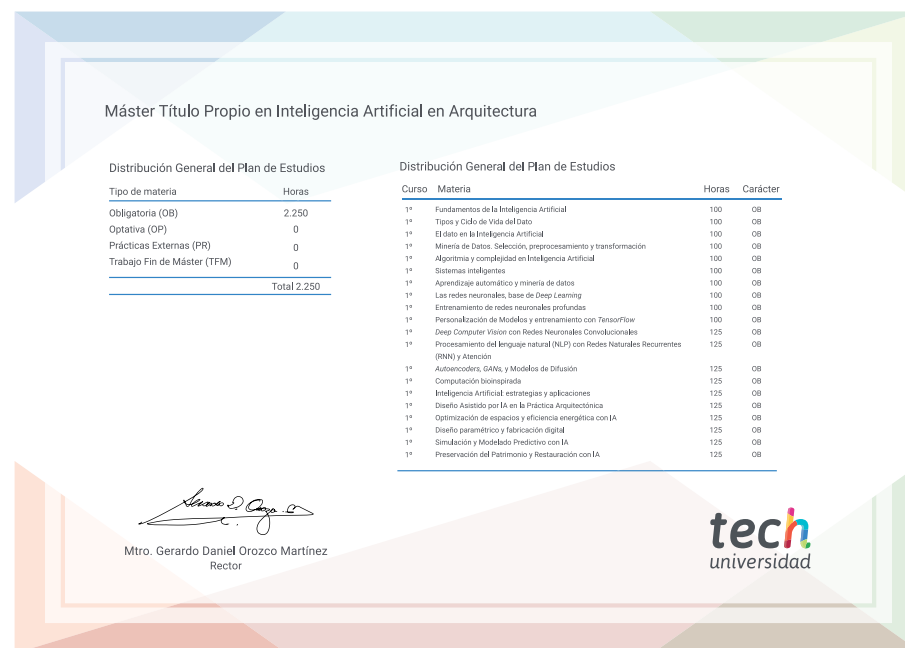 Máster Título Propio en Inteligencia Artificial en Arquitectura
Distribución General del Plan de Estudios
Tipo de materia Horas
Obligatoria (OB) 2.250
Optativa (OP) 0
Prácticas Externas (PR) 0
Trabajo Fin de Máster (TFM) 0
Total 2.250
Distribución General del Plan de Estudios
Curso Materia Horas Carácter
1º Fundamentos de la Inteligencia Artificial 100 OB
1º Tipos y Ciclo de Vida del Dato 100 OB
1º El dato en la Inteligencia Artificial 100 OB
1º Minería de Datos. Selección, preprocesamiento y transformación 100 OB
1º Algoritmia y complejidad en Inteligencia Artificial 100 OB
1º Sistemas inteligentes 100 OB
1º Aprendizaje automático y minería de datos 100 OB
1º Las redes neuronales, base de Deep Learning 100 OB
1º Entrenamiento de redes neuronales profundas 100 OB
1º Personalización de Modelos y entrenamiento con TensorFlow 100 OB
1º Deep Computer Vision con Redes Neuronales Convolucionales 125 OB
1º Procesamiento del lenguaje natural (NLP) con Redes Naturales Recurrentes 125 OB
(RNN) y Atención
1º Autoencoders, GANs, y Modelos de Difusión 125 OB
1º Computación bioinspirada 125 OB
1º Inteligencia Artificial: estrategias y aplicaciones 125 OB
1º Diseño Asistido por IA en la Práctica Arquitectónica 125 OB
1º Optimización de espacios y eficiencia energética con IA 125 OB
1º Diseño paramétrico y fabricación digital 125 OB
1º Simulación y Modelado Predictivo con IA 125 OB
1º Preservación del Patrimonio y Restauración con IA 125 OB
Mtro. Gerardo Daniel Orozco Martínez
Rector
tech
universidad